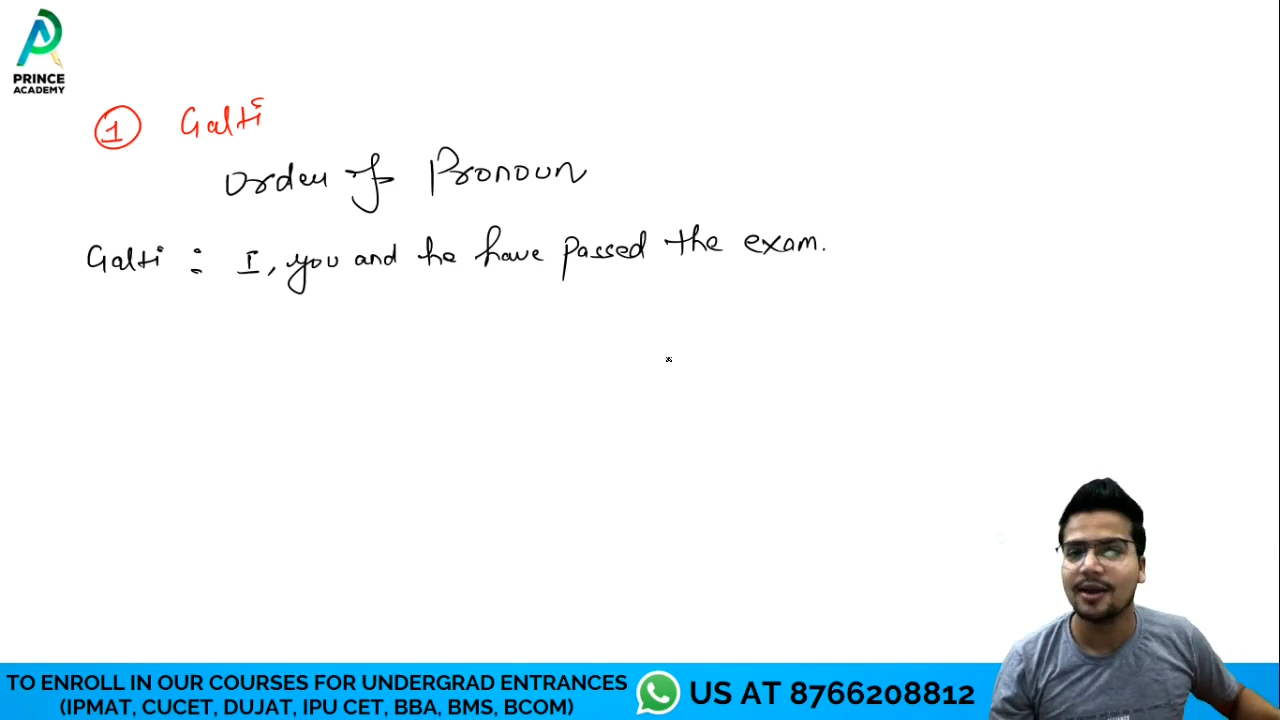 PRINCE
ACADEMY
1 Galti
Order of Pronoun
Galti : I, you and he have passed the exam.
TO ENROLL IN OUR COURSES FOR UNDERGRAD ENTRANCES
(IPMAT, CUCET, DUJAT, IPU CET, BBA, BMS, BCOM)
US AT 8766208812